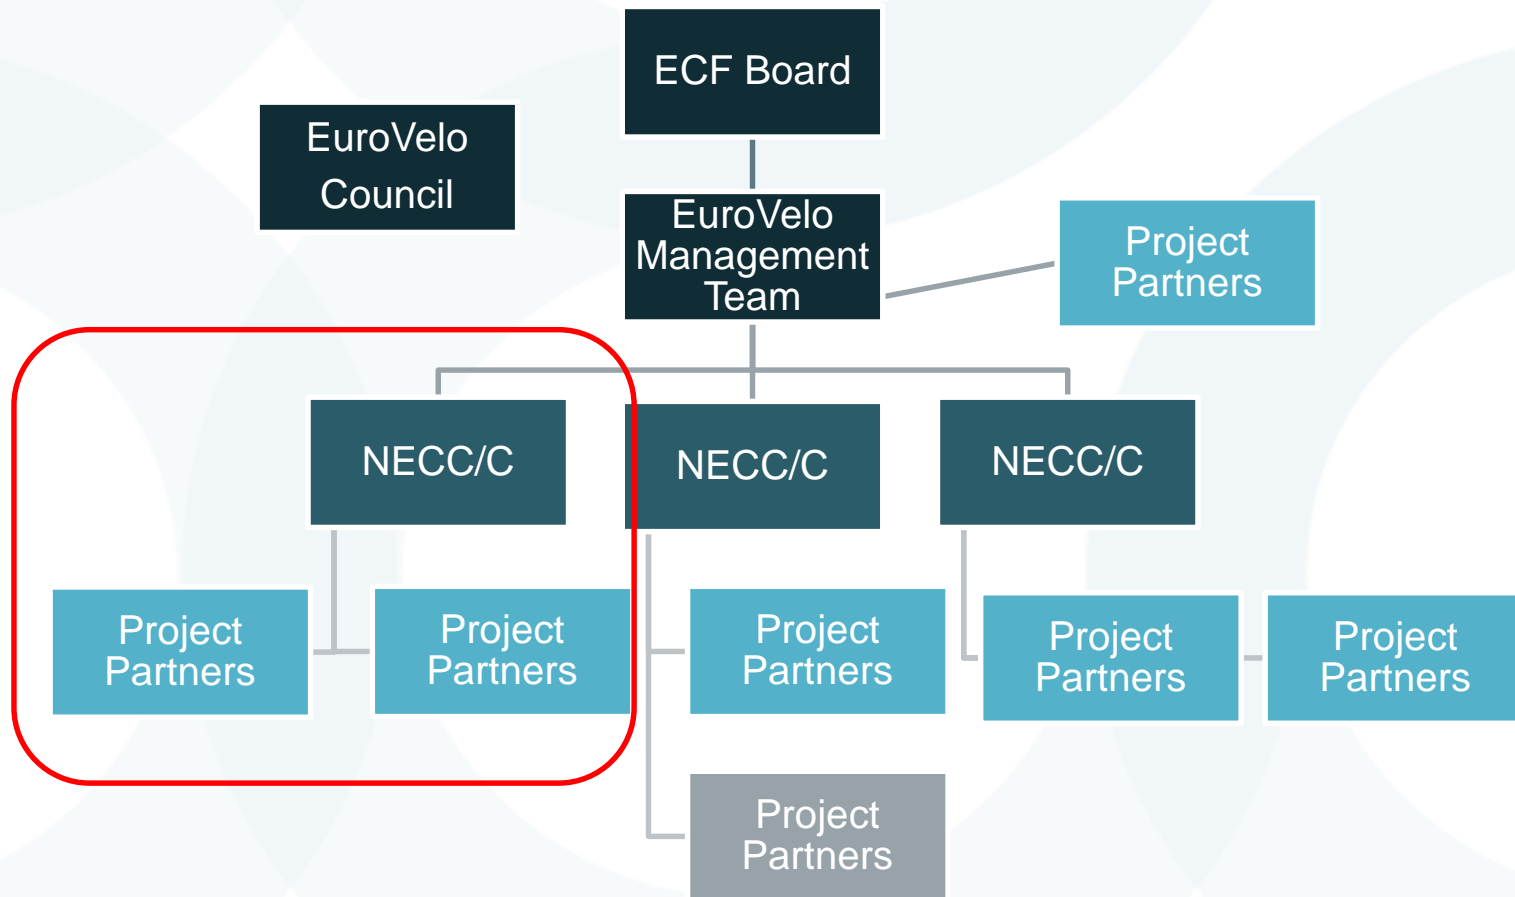 ECF Board
EuroVelo
Council
EuroVelo
Management
Team
Project
Partners
NECC/C
NECC/C
NECC/C
Project
Partners
Project
Partners
Project
Partners
Project
Partners
Project
Partners
Project
Partners